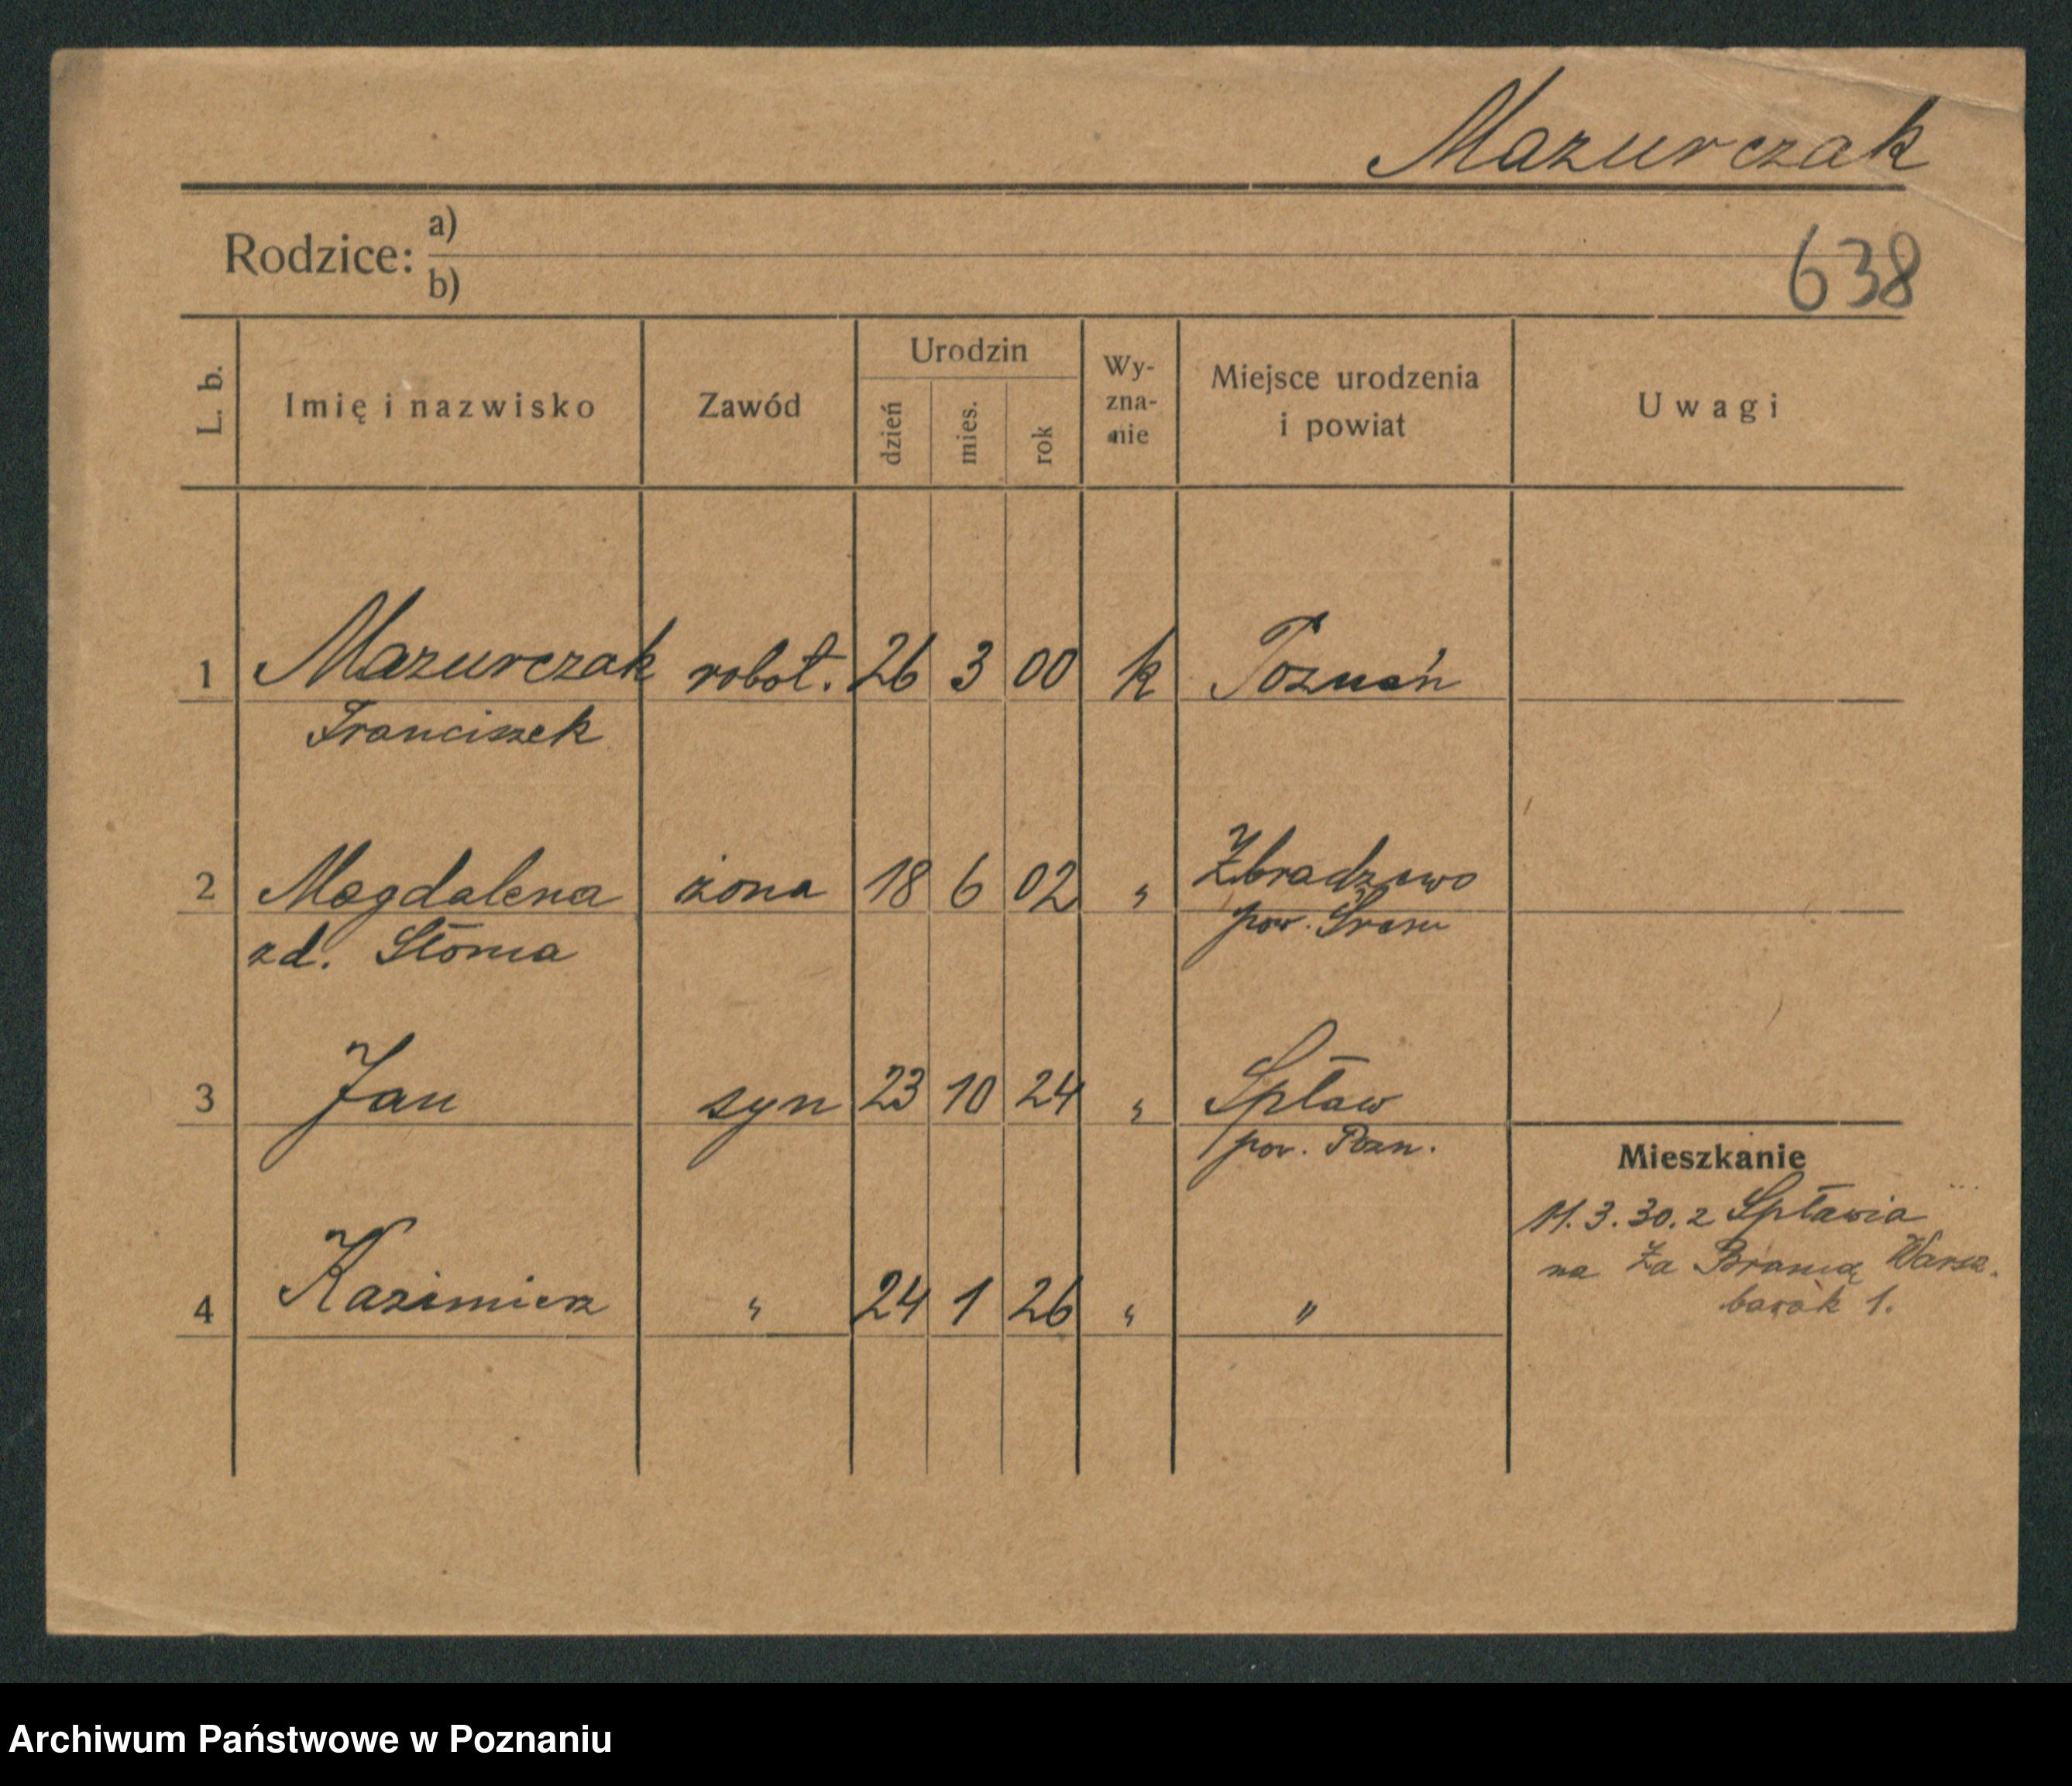 Mazurczak
Rodzice: a)
b)
638
L. b. Imię i nazwisko Zawód Urodzin dzień mies. rok Wy-zna-nie Miejsce urodzenia i powiat Uwagi
1 Mazurczak robot. 26 3 00 k Poznań
Franciszek
2 Magdalena żona 18 6 02 " Zbradzewo
zd. Słoma pow. Śrem
3 Jan syn 23 10 24 " Spław
pow. Pozn.
Mieszkanie
11.3.30. z Spławia
na Za Bramą Warsz.
barak 1.
4 Kazimierz " 24 1 26 " "
Archiwum Państwowe w Poznaniu